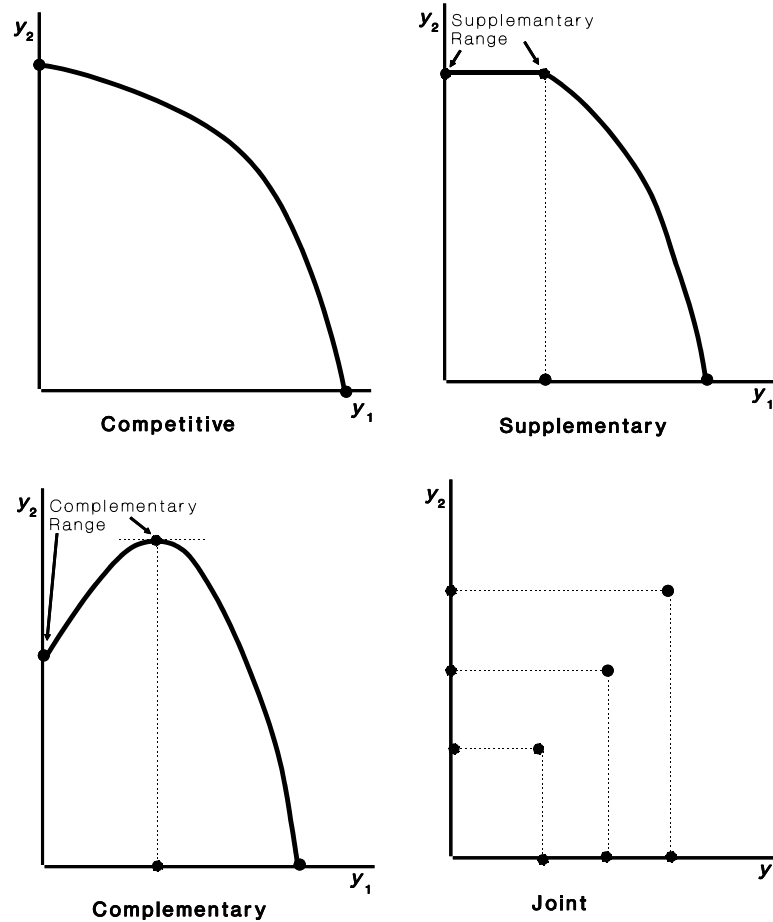 y2
y1
Competitive
y2
Supplemantary
Range
y1
Supplementary
y2
Complementary
Range
y1
Complementary
y2
y
Joint